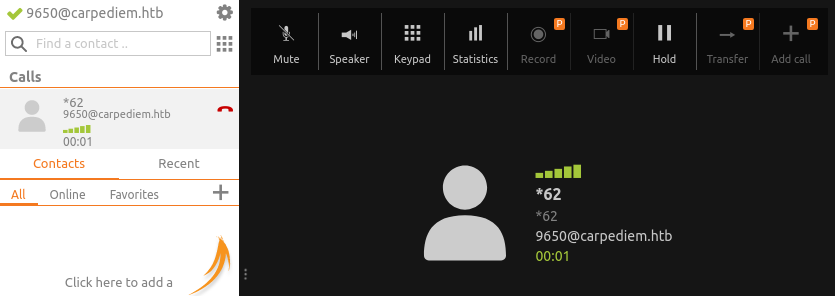 9650@carpediem.htb
Find a contact ..
Calls
*62
9650@carpediem.htb
00:01
Contacts Recent
All Online Favorites
Click here to add a
P P P P
Mute Speaker Keypad Statistics Record Video Hold Transfer Add call
*62
*62
9650@carpediem.htb
00:01